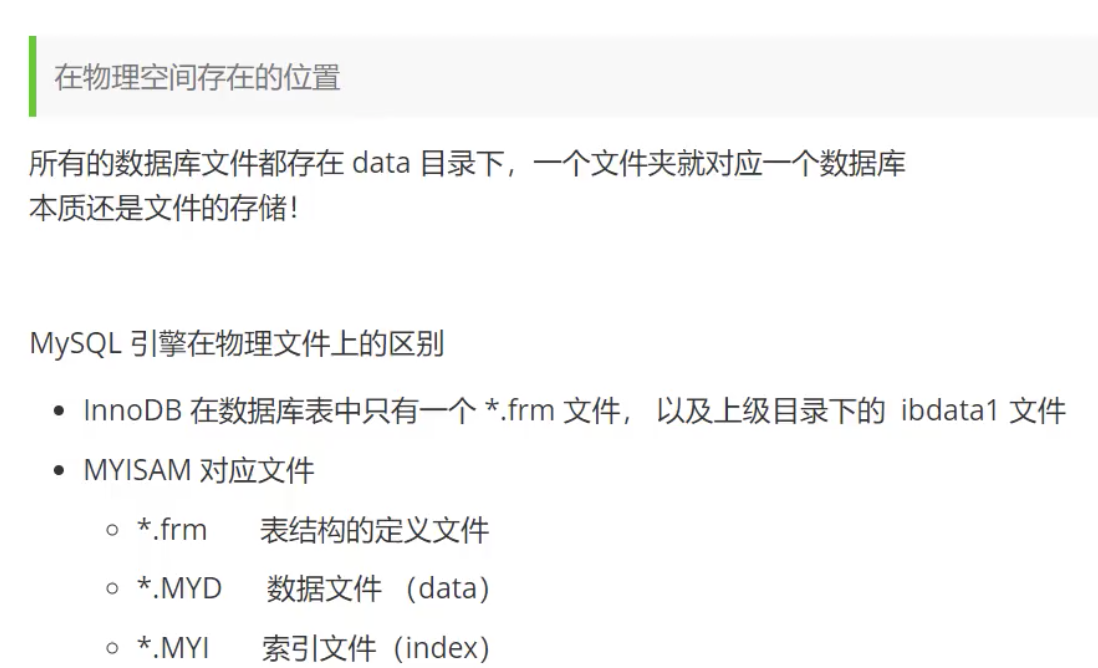 在物理空间存在的位置
所有的数据库文件都存在 data 目录下，一个文件夹就对应一个数据库
本质还是文件的存储！
MySQL 引擎在物理文件上的区别
• InnoDB 在数据库表中只有一个 *.frm 文件， 以及上级目录下的 ibdata1 文件
• MYISAM 对应文件
◦ *.frm 表结构的定义文件
◦ *.MYD 数据文件 （data）
◦ *.MYI 索引文件（index）